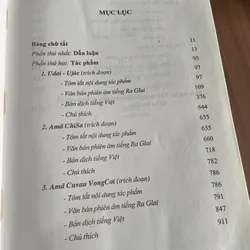 MỤC LỤC
Bảng chữ tắt 11
Phần thứ nhất: Dẫn luận 13
Phần thứ hai: Tác phẩm 95
1. Udai - Ujàc (trích đoạn) 97
- Tóm tắt nội dung tác phẩm 97
- Văn bản phiên âm tiếng Ra Glai 118
- Bản dịch tiếng Việt 376
- Chú thích 644
2. Amã ChiSa (trích đoạn) 655
- Tóm tắt nội dung tác phẩm 655
- Văn bản phiên âm tiếng Ra Glai 660
- Bản dịch tiếng Việt 718
- Chú thích 782
3. Amã Cuvau VongCơi (trích đoạn) 786
- Tóm tắt nội dung tác phẩm 786
- Văn bản phiên âm tiếng Ra Glai 791
- Bản dịch tiếng Việt 847
- Chú thích 911